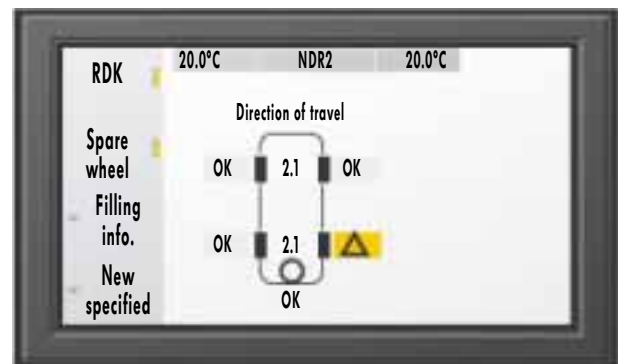 20.0°C NDR2 20.0°C
RDK
Direction of travel
Spare
wheel
OK 2.1 OK
Filling
info.
OK 2.1
New
specified
OK